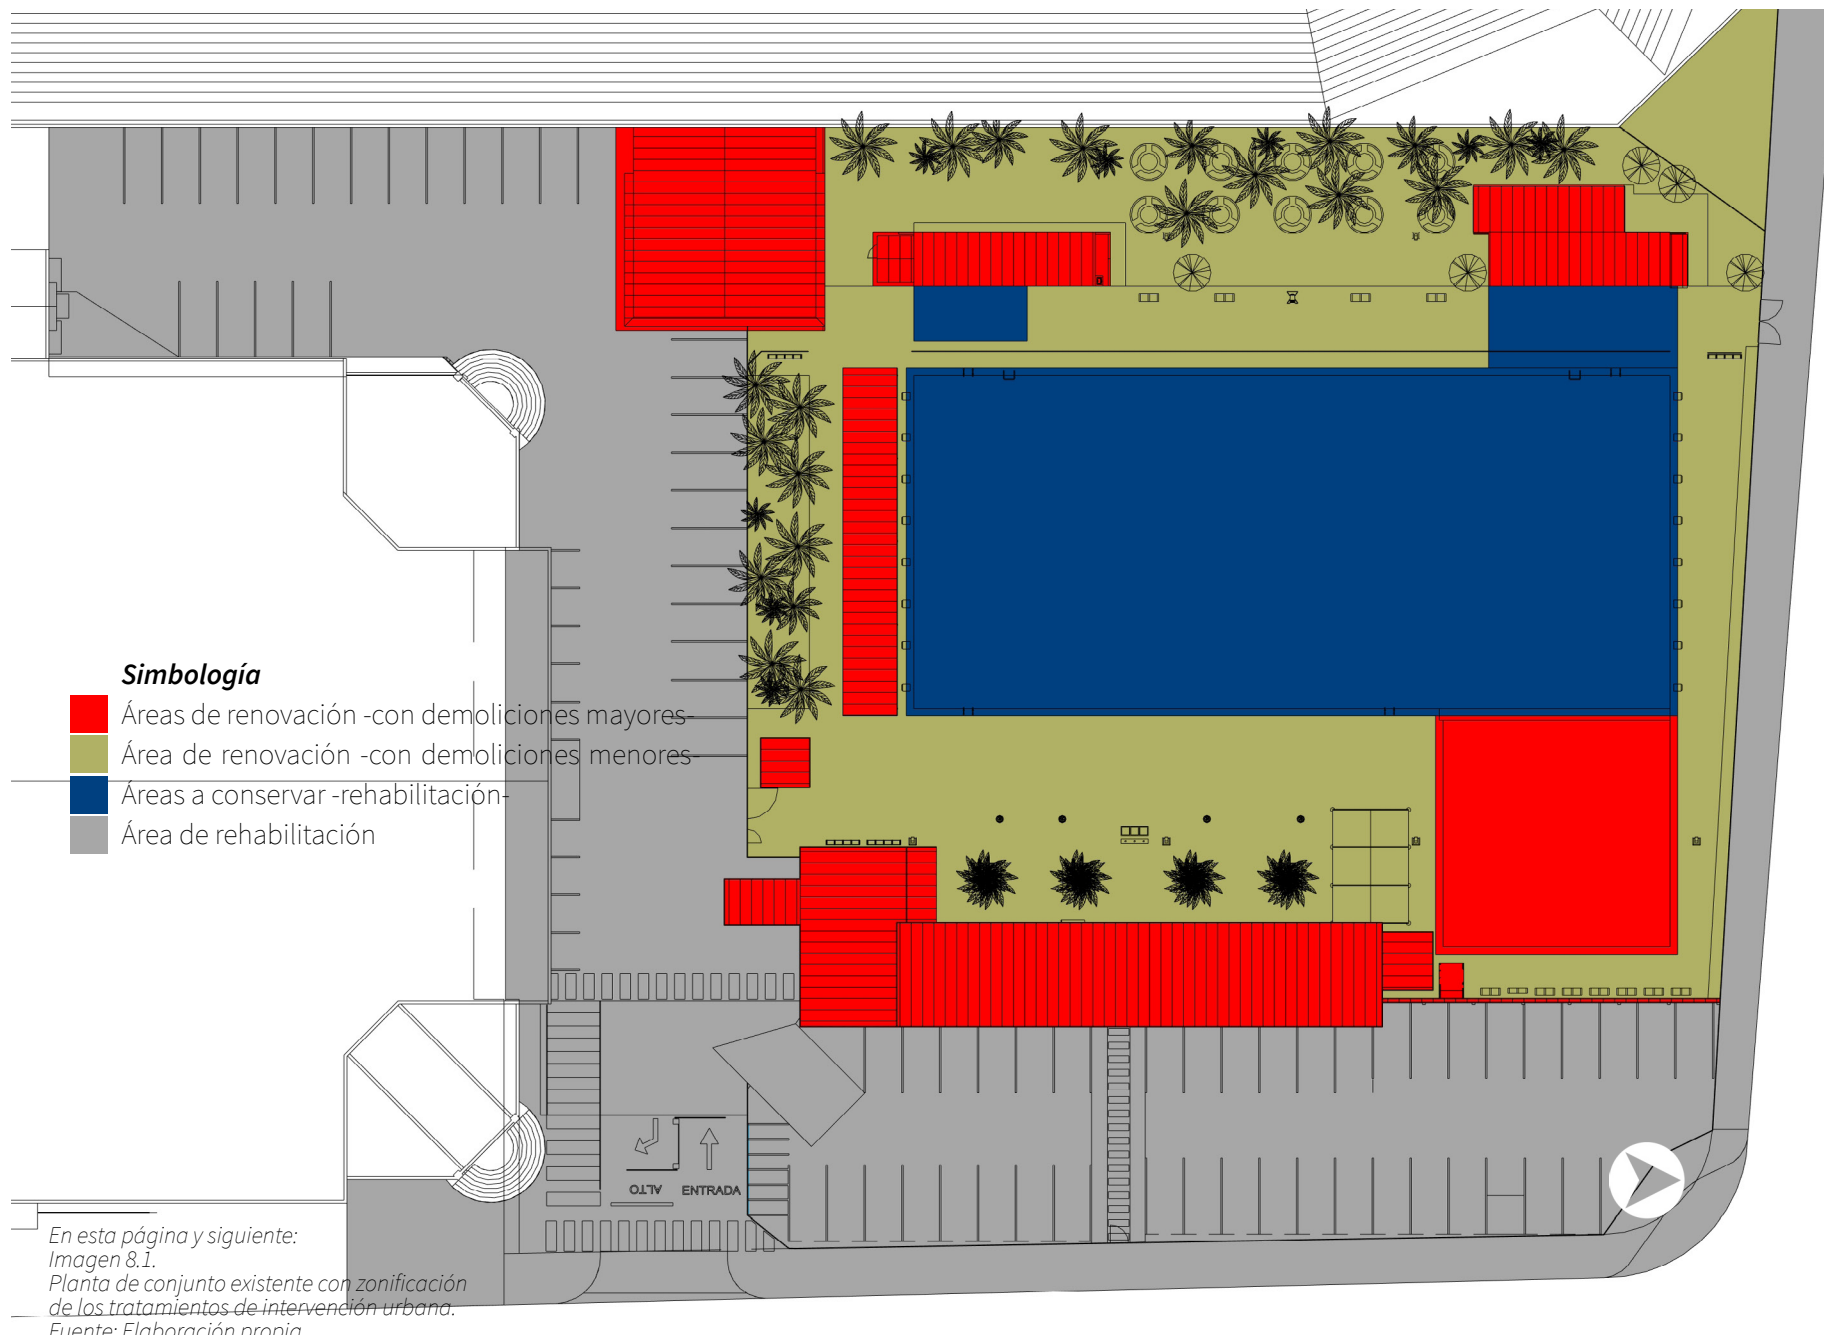 Simbología
Áreas de renovación -con demoliciones mayores-
Área de renovación -con demoliciones menores-
Áreas a conservar -rehabilitación-
Área de rehabilitación
ALTO
ENTRADA
En esta página y siguiente:
Imagen 8.1.
Planta de conjunto existente con zonificación
de los tratamientos de intervención urbana.
Fuente: Elaboración propia